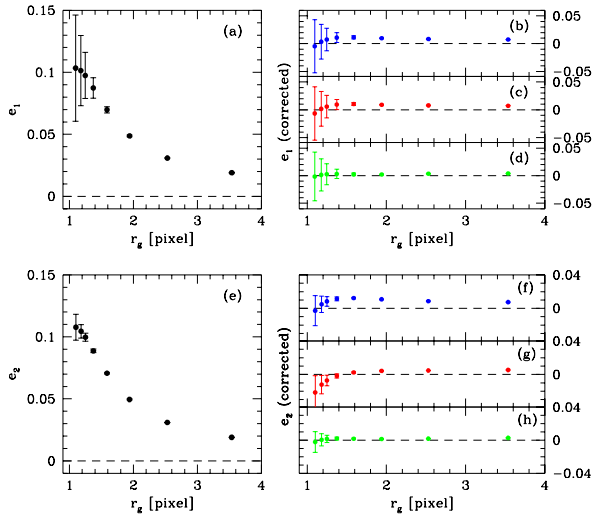 0.15
0.1
0.05
0
e1
(a)
1
2
3
4
rg [pixel]
(b)
0.05
0
-0.05
(c)
0.05
0
-0.05
(d)
0.05
0
-0.05
e1 (corrected)
1
2
3
4
rg [pixel]
0.15
0.1
0.05
0
e2
(e)
1
2
3
4
rg [pixel]
(f)
0.04
0
0.04
(g)
0
0.04
(h)
0
-0.04
e2 (corrected)
1
2
3
4
rg [pixel]